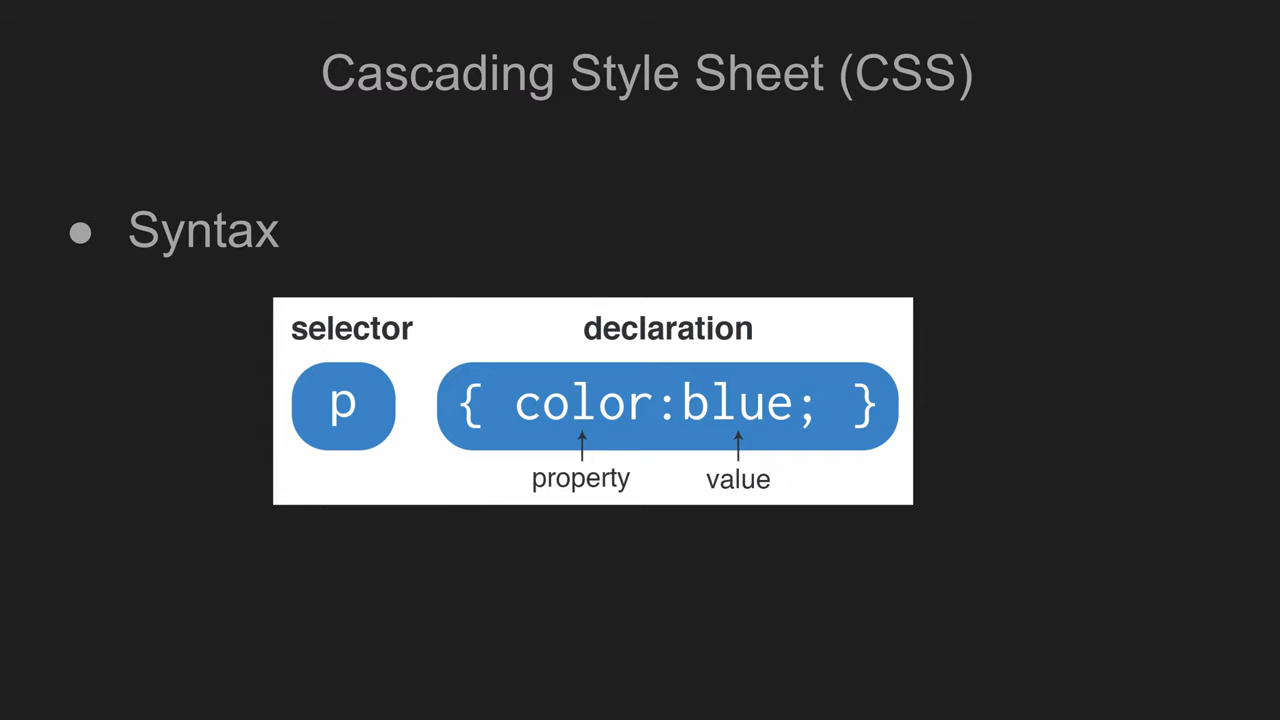 Cascading Style Sheet (CSS)
● Syntax
selector declaration
p { color:blue; }
property value